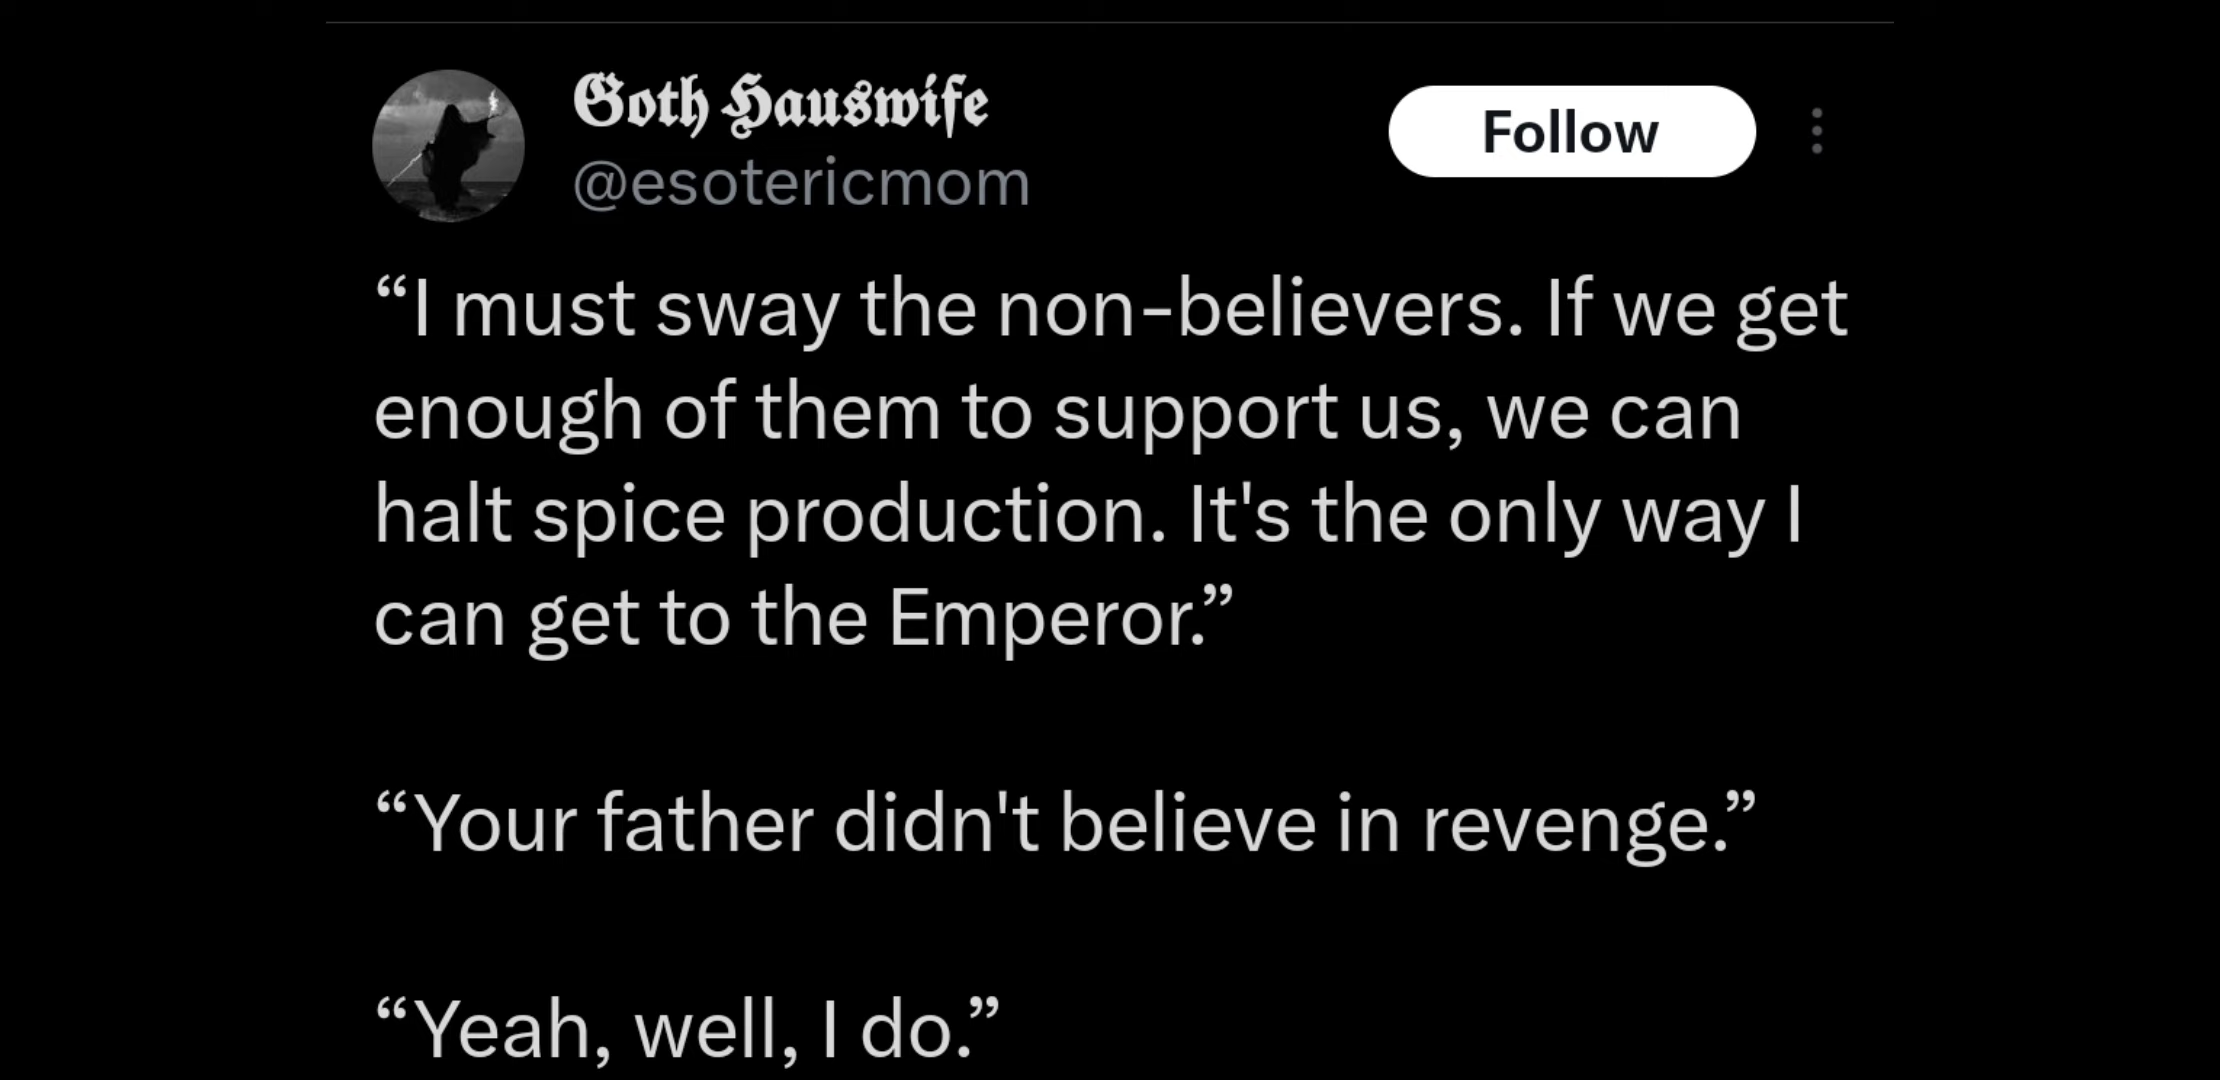 Goth Hauswife
@esotericmom
Follow
“I must sway the non-believers. If we get
enough of them to support us, we can
halt spice production. It's the only way I
can get to the Emperor.”
“Your father didn't believe in revenge.”
“Yeah, well, I do.”